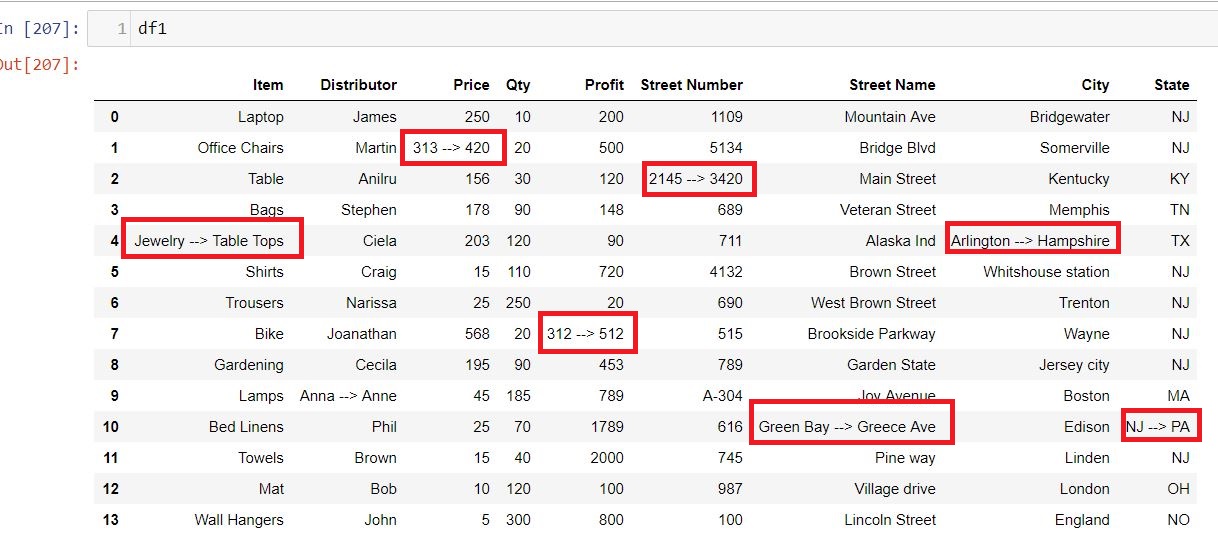 In [207]: 1 df1
Out[207]:
Item Distributor Price Qty Profit Street Number Street Name City State
0 Laptop James 250 10 200 1109 Mountain Ave Bridgewater NJ
1 Office Chairs Martin 313 --> 420 20 500 5134 Bridge Blvd Somerville NJ
2 Table Anilru 156 30 120 2145 --> 3420 Main Street Kentucky KY
3 Bags Stephen 178 90 148 689 Veteran Street Memphis TN
4 Jewelry --> Table Tops Ciela 203 120 90 711 Alaska Ind Arlington --> Hampshire TX
5 Shirts Craig 15 110 720 4132 Brown Street Whitshouse station NJ
6 Trousers Narissa 25 250 20 690 West Brown Street Trenton NJ
7 Bike Joanathan 568 20 312 --> 512 515 Brookside Parkway Wayne NJ
8 Gardening Cecila 195 90 453 789 Garden State Jersey city NJ
9 Lamps Anna --> Anne 45 185 789 A-304 Joy Avenue Boston MA
10 Bed Linens Phil 25 70 1789 616 Green Bay --> Greece Ave Edison NJ --> PA
11 Towels Brown 15 40 2000 745 Pine way Linden NJ
12 Mat Bob 10 120 100 987 Village drive London OH
13 Wall Hangers John 5 300 800 100 Lincoln Street England NO